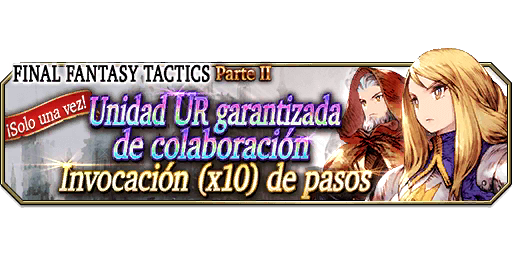 FINAL FANTASY TACTICS Parte II
¡Solo una vez!
Unidad UR garantizada
de colaboración
Invocación (x10) de pasos